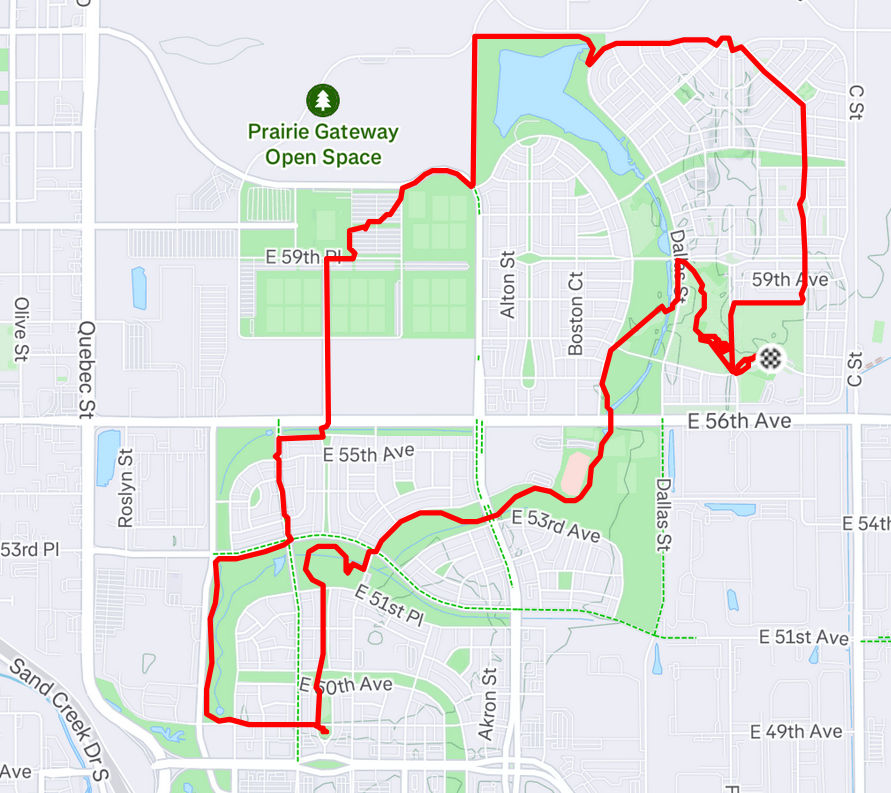 C St
Prairie Gateway
Open Space
E 59th Pl
Dallas St
Alton St
59th Ave
Boston Ct
Olive St
Quebec St
C St
E 56th Ave
E 55th Ave
Roslyn St
Dallas St
E 53rd Ave
E 54th
53rd Pl
E 51st Pl
E 51st Ave
E 50th Ave
Sand Creek Dr S
Akron St
E 49th Ave
Ave